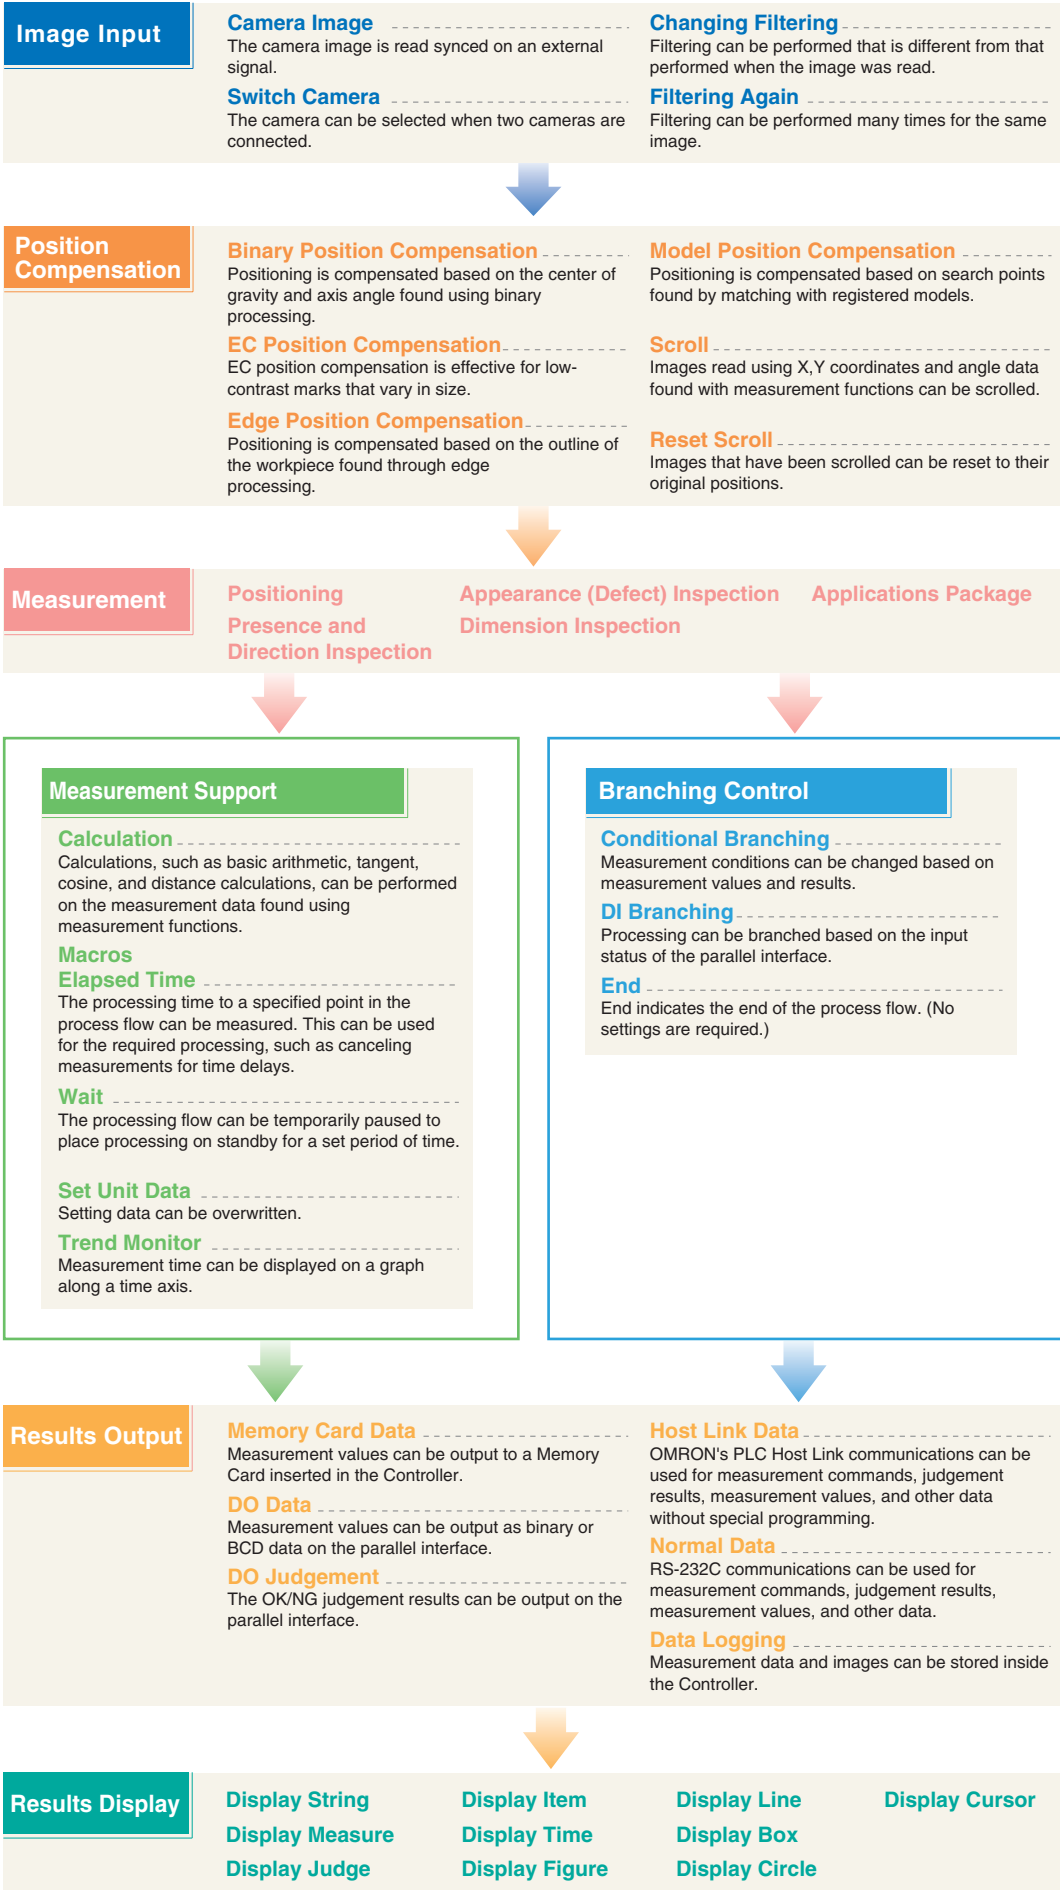 Image Input
Camera Image
The camera image is read synced on an external
signal.
Switch Camera
The camera can be selected when two cameras are
connected.
Changing Filtering
Filtering can be performed that is different from that
performed when the image was read.
Filtering Again
Filtering can be performed many times for the same
image.
Position
Compensation
Binary Position Compensation
Positioning is compensated based on the center of
gravity and axis angle found using binary
processing.
EC Position Compensation
EC position compensation is effective for low-
contrast marks that vary in size.
Edge Position Compensation
Positioning is compensated based on the outline of
the workpiece found through edge
processing.
Model Position Compensation
Positioning is compensated based on search points
found by matching with registered models.
Scroll
Images read using X,Y coordinates and angle data
found with measurement functions can be scrolled.
Reset Scroll
Images that have been scrolled can be reset to their
original positions.
Measurement
Positioning
Presence and
Direction Inspection
Appearance (Defect) Inspection
Dimension Inspection
Applications Package
Measurement Support
Calculation
Calculations, such as basic arithmetic, tangent,
cosine, and distance calculations, can be performed
on the measurement data found using
measurement functions.
Macros
Elapsed Time
The processing time to a specified point in the
process flow can be measured. This can be used
for the required processing, such as canceling
measurements for time delays.
Wait
The processing flow can be temporarily paused to
place processing on standby for a set period of time.
Set Unit Data
Setting data can be overwritten.
Trend Monitor
Measurement time can be displayed on a graph
along a time axis.
Branching Control
Conditional Branching
Measurement conditions can be changed based on
measurement values and results.
DI Branching
Processing can be branched based on the input
status of the parallel interface.
End
End indicates the end of the process flow. (No
settings are required.)
Results Output
Memory Card Data
Measurement values can be output to a Memory
Card inserted in the Controller.
DO Data
Measurement values can be output as binary or
BCD data on the parallel interface.
DO Judgement
The OK/NG judgement results can be output on the
parallel interface.
Host Link Data
OMRON's PLC Host Link communications can be
used for measurement commands, judgement
results, measurement values, and other data
without special programming.
Normal Data
RS-232C communications can be used for
measurement commands, judgement results,
measurement values, and other data.
Data Logging
Measurement data and images can be stored inside
the Controller.
Results Display
Display String
Display Measure
Display Judge
Display Item
Display Time
Display Figure
Display Line
Display Box
Display Circle
Display Cursor